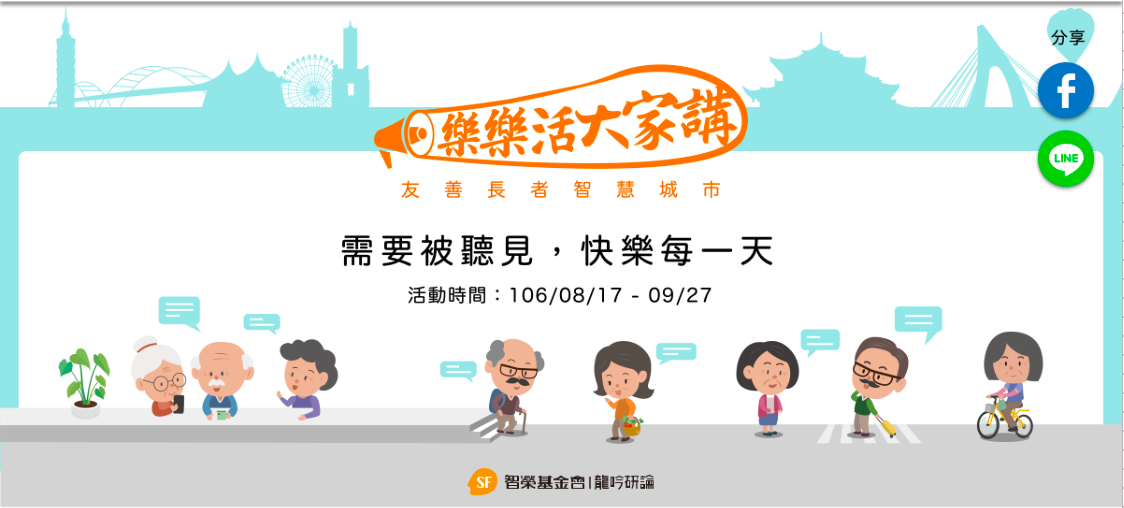 分享
樂樂活大家講
友善長者智慧城市
LINE
需要被聽見，快樂每一天
活動時間：106/08/17 - 09/27
SF 智榮基金會|龍吟研論